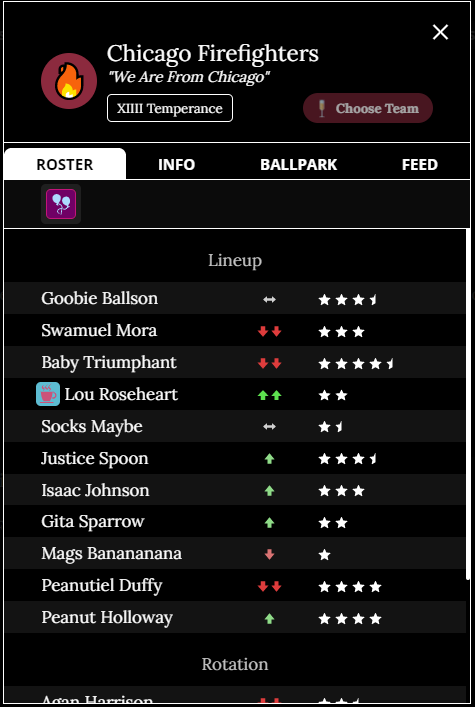 Chicago Firefighters
"We Are From Chicago"
XIIII Temperance
Choose Team
ROSTER INFO BALLPARK FEED
Lineup
Goobie Ballson
Swamuel Mora
Baby Triumphant
Lou Roseheart
Socks Maybe
Justice Spoon
Isaac Johnson
Gita Sparrow
Mags Banananana
Peanutiel Duffy
Peanut Holloway
Rotation
Agan Harrison